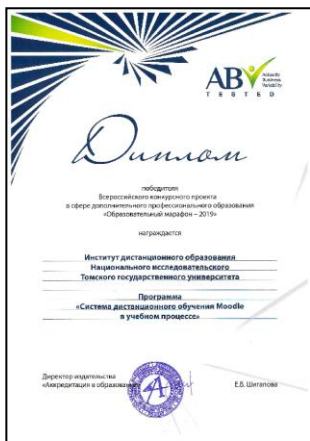 ABV
TESTED
Диплом
победителя
Всероссийского конкурсного проекта
в сфере дополнительного профессионального образования
«Образовательный марафон – 2019»
награждается
Институт дистанционного образования
Национального исследовательского
Томского государственного университета
Программа
«Система дистанционного обучения Moodle
в учебном процессе»
Директор издательства
«Аккредитация в образовании»
Е.В. Шигапова